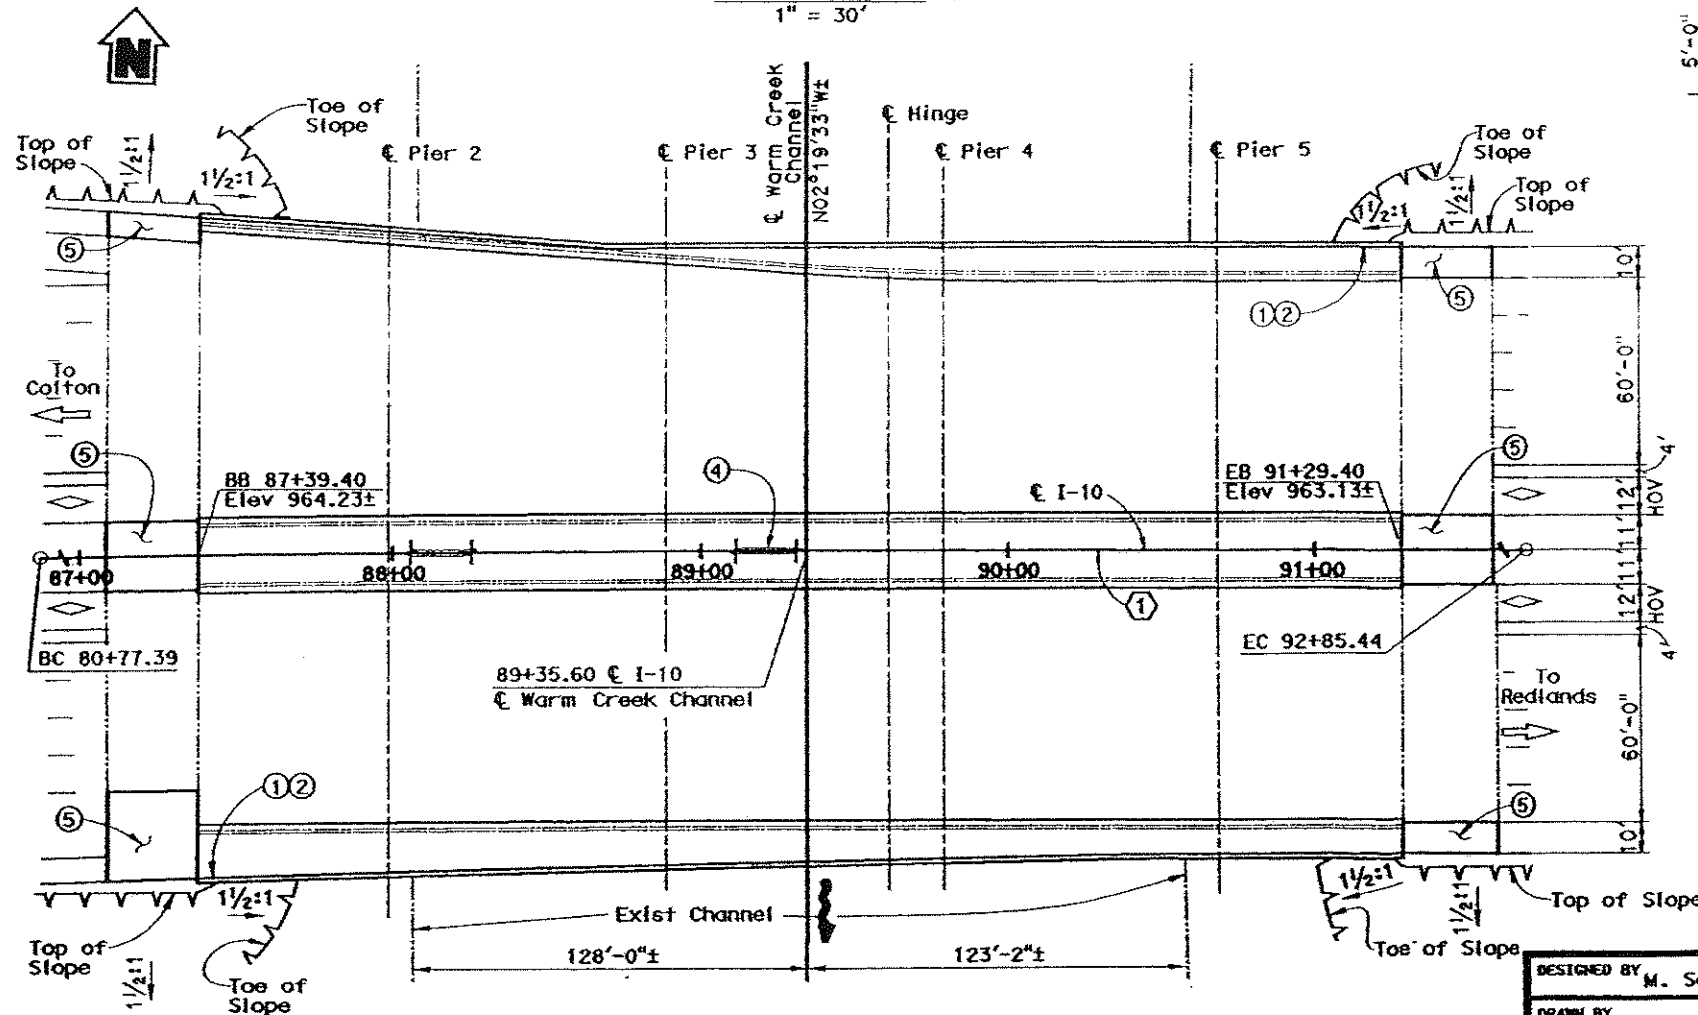 1" = 30'
5'-0"
N
Toe of
Slope
Top of
Slope
1½:1
1½:1
℄ Pier 2
℄ Pier 3
℄ Warm Creek
Channel
N02°19'33"W±
℄ Hinge
℄ Pier 4
℄ Pier 5
Toe of
Slope
Top of
Slope
1½:1
1½:1
5
1 2
5
10'
60'-0"
To
Colton
5
BB 87+39.40
Elev 964.23±
4
℄ I-10
EB 91+29.40
Elev 963.13±
5
4'
12'
HOV
11'
11'
12'
HOV
4'
87+00
88+00
89+00
90+00
91+00
1
BC 80+77.39
89+35.60 ℄ I-10
℄ Warm Creek Channel
EC 92+85.44
To
Redlands
60'-0"
10'
1 2
5
5
1½:1
Exist Channel
128'-0"±
123'-2"±
1½:1
1½:1
Top of Slope
Toe of Slope
Top of
Slope
1½:1
Toe of
Slope
DESIGNED BY M. S
DRAWN BY